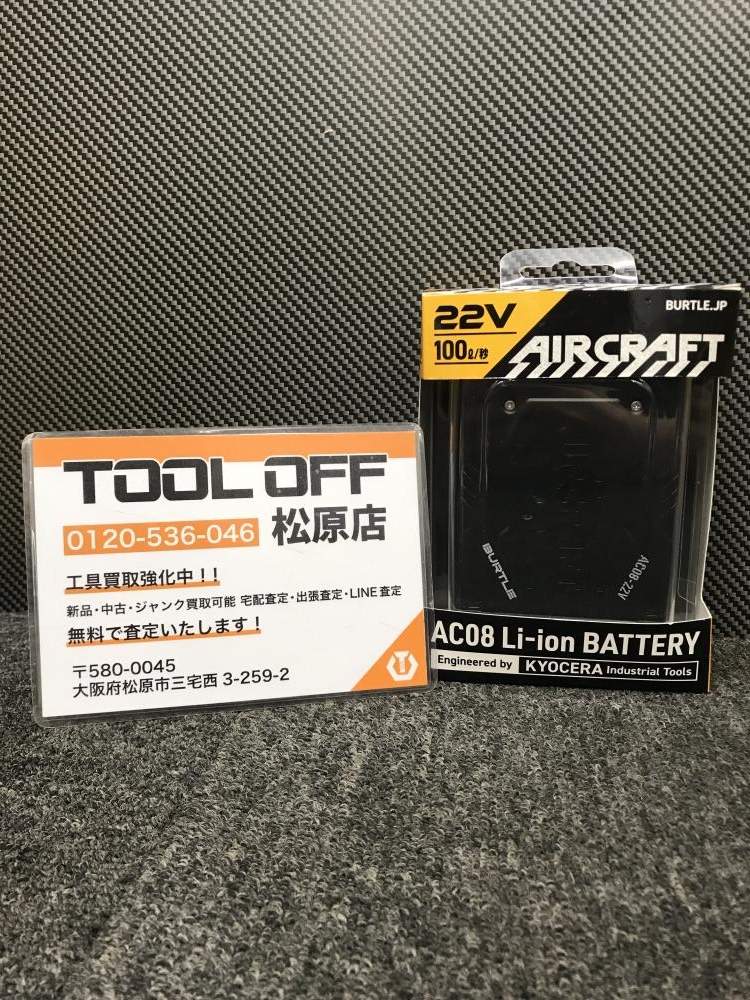 TOOL OFF
0120-536-046 松原店
工具買取強化中！！
新品・中古・ジャンク買取可能 宅配査定・出張査定・LINE査定
無料で査定いたします！
〒580-0045
大阪府松原市三宅西 3-259-2
22V
BURTLE.JP
100ℓ/秒
AIRCRAFT
BURTLE
AC08-22V
AC08 Li-ion BATTERY
Engineered by KYOCERA Industrial Tools